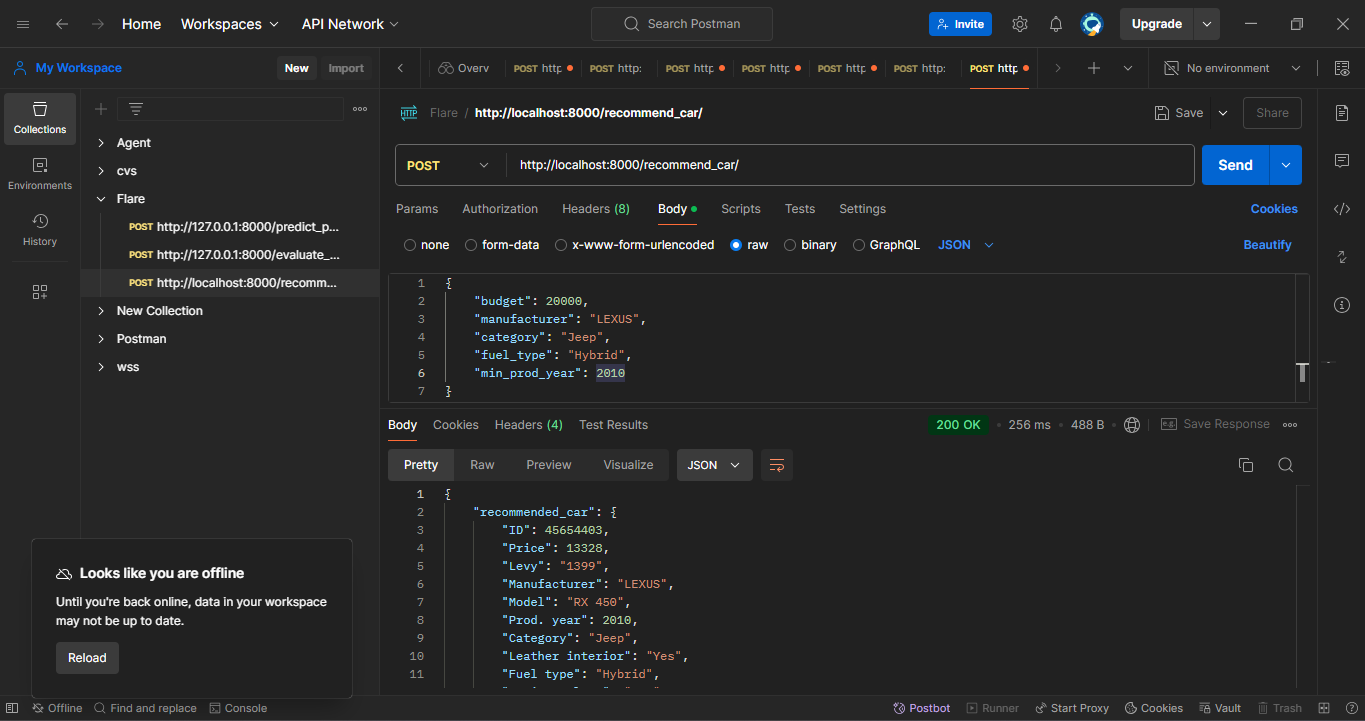 Home Workspaces API Network Search Postman Invite Upgrade
My Workspace New Import Overv POST http POST http: POST http POST http POST http POST http: POST http No environment
Collections
Environments
History
Agent
cvs
Flare
POST http://127.0.0.1:8000/predict_p...
POST http://127.0.0.1:8000/evaluate_...
POST http://localhost:8000/recomm...
New Collection
Postman
wss
HTTP Flare / http://localhost:8000/recommend_car/ Save Share
POST http://localhost:8000/recommend_car/ Send
Params Authorization Headers (8) Body Scripts Tests Settings Cookies
none form-data x-www-form-urlencoded raw binary GraphQL JSON Beautify
1 {
2 "budget": 20000,
3 "manufacturer": "LEXUS",
4 "category": "Jeep",
5 "fuel_type": "Hybrid",
6 "min_prod_year": 2010
7 }
Body Cookies Headers (4) Test Results 200 OK 256 ms 488 B e.g. Save Response
Pretty Raw Preview Visualize JSON
1 {
2 "recommended_car": {
3 "ID": 45654403,
4 "Price": 13328,
5 "Levy": "1399",
6 "Manufacturer": "LEXUS",
7 "Model": "RX 450",
8 "Prod. year": 2010,
9 "Category": "Jeep",
10 "Leather interior": "Yes",
11 "Fuel type": "Hybrid",
Looks like you are offline
Until you're back online, data in your workspace
may not be up to date.
Reload
Offline Find and replace Console Postbot Runner Start Proxy Cookies Vault Trash